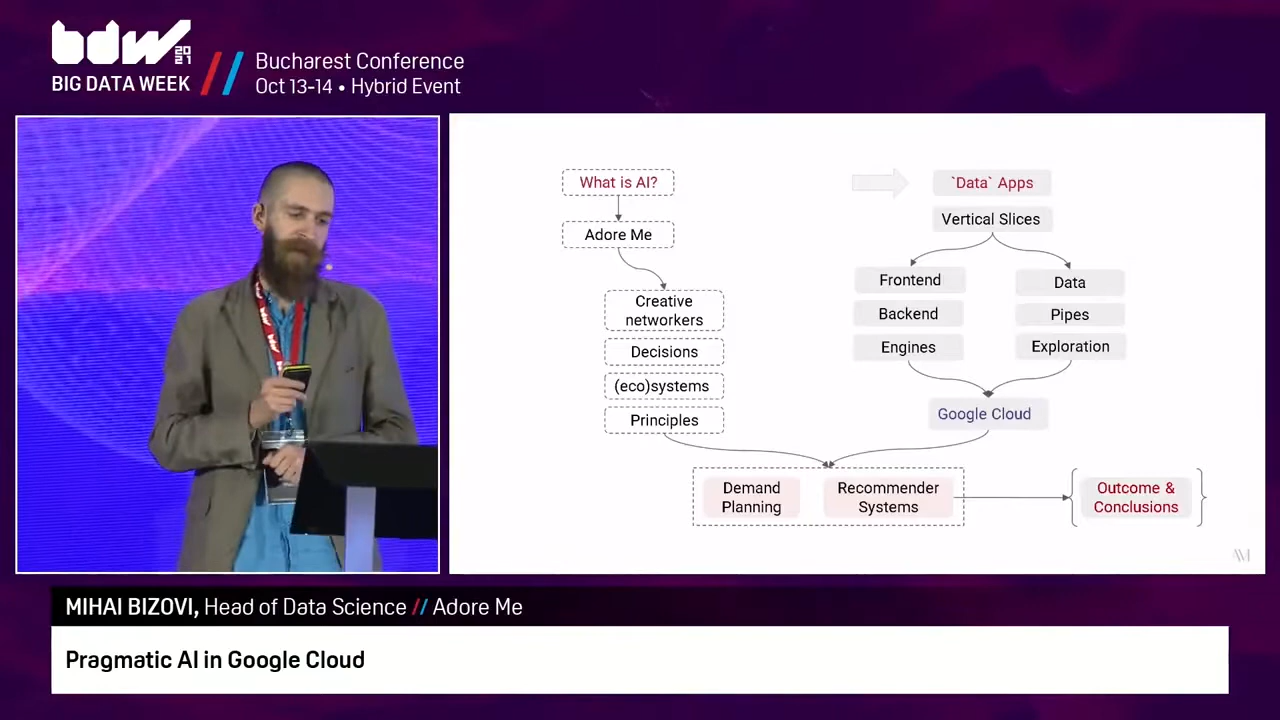 bdw 2021
BIG DATA WEEK
Bucharest Conference
Oct 13-14 • Hybrid Event
What is AI?
Adore Me
Creative
networkers
Decisions
(eco)systems
Principles
`Data` Apps
Vertical Slices
Frontend
Backend
Engines
Data
Pipes
Exploration
Google Cloud
Demand
Planning
Recommender
Systems
Outcome &
Conclusions
AM
MIHAI BIZOVI, Head of Data Science // Adore Me
Pragmatic AI in Google Cloud